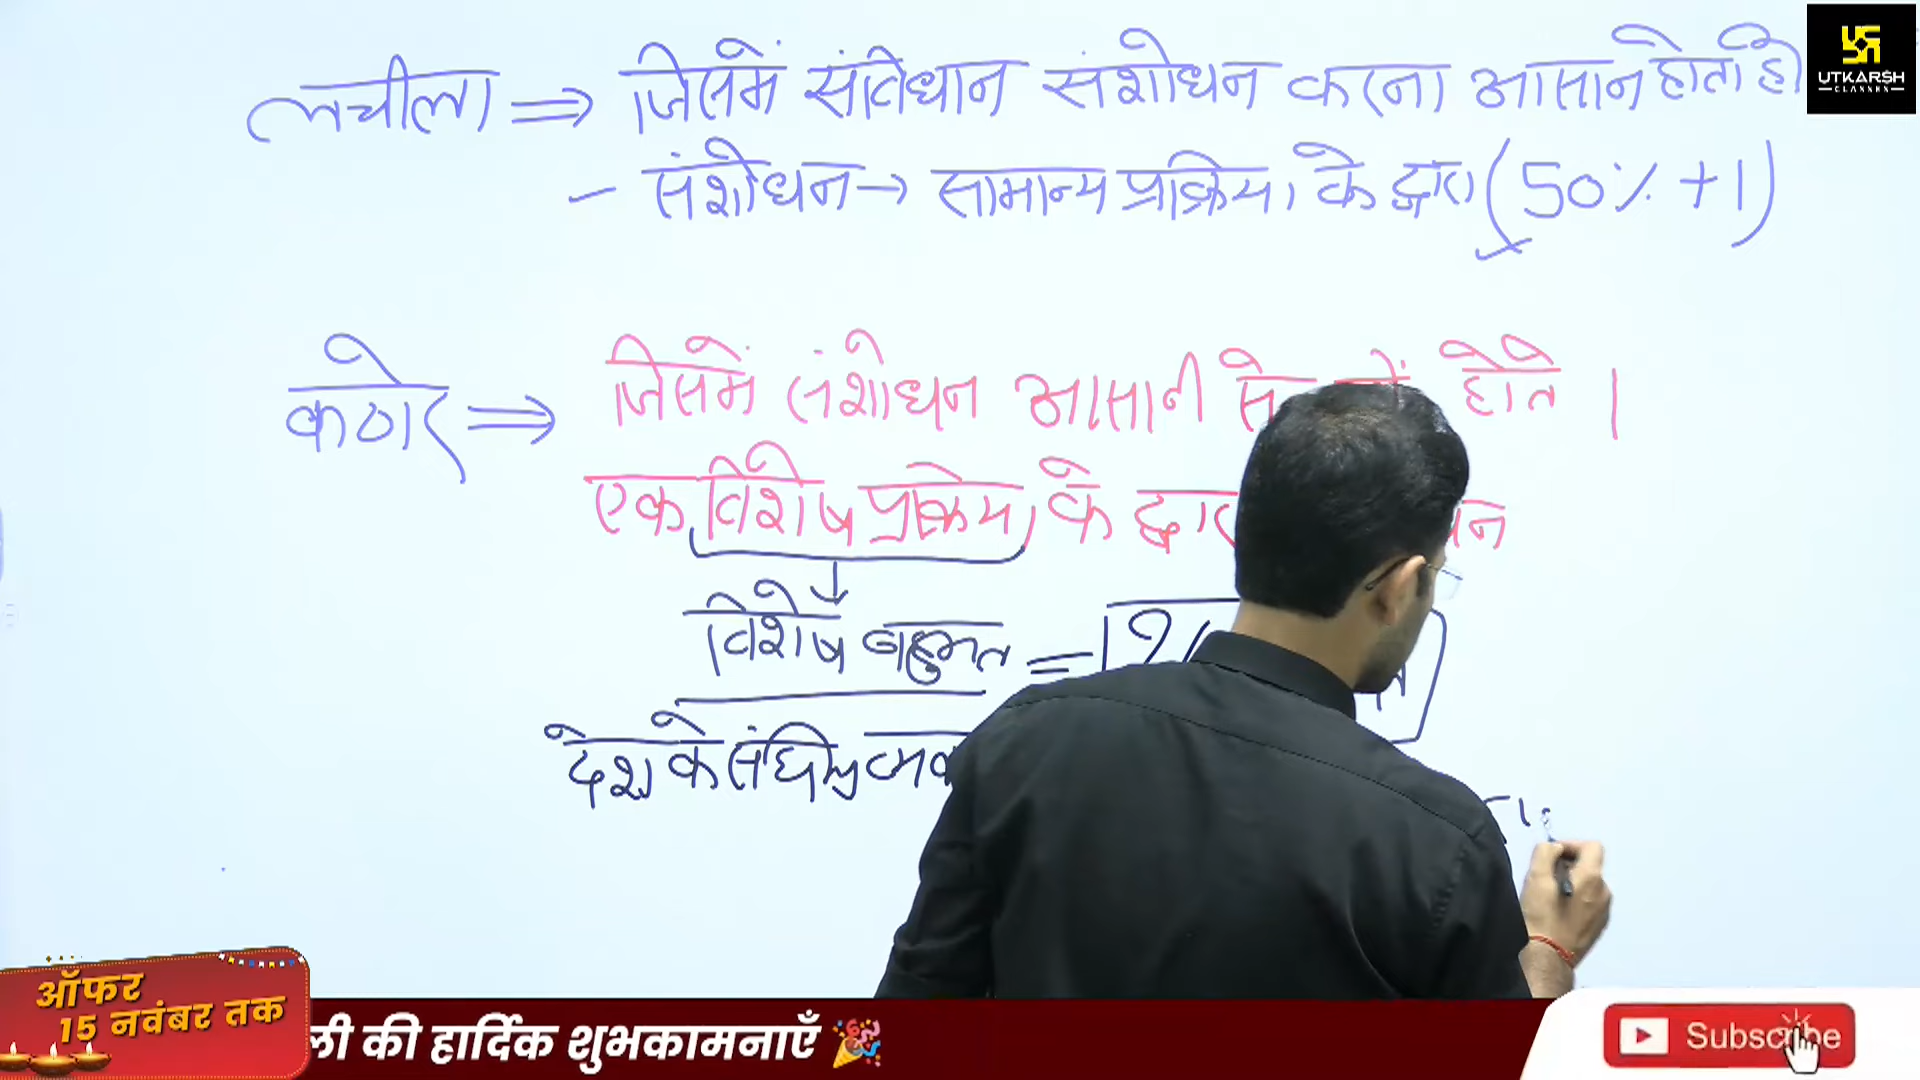 लचीला ⇒ जिसमें संविधान संशोधन करना आसान होता हो
- संशोधन → सामान्य प्रक्रिया के द्वारा (50% + 1)
कठोर ⇒ जिसमें संशोधन आसानी से होते ।
एक विशेष प्रक्रिया के द्वारा
↓
विशेष बहुमत =
देश के संघीय
UTKARSH
CLASSES
ऑफर
15 नवंबर तक
ली की हार्दिक शुभकामनाएँ 🎉
Subscribe